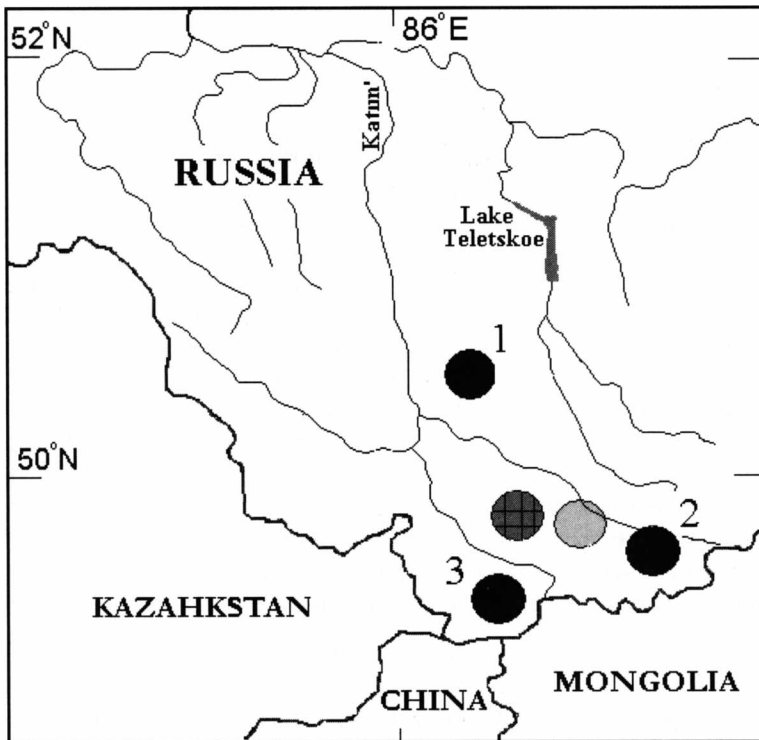 52°N
86°E
Katun'
RUSSIA
Lake
Teletskoe
1
50°N
2
3
KAZAHKSTAN
CHINA
MONGOLIA